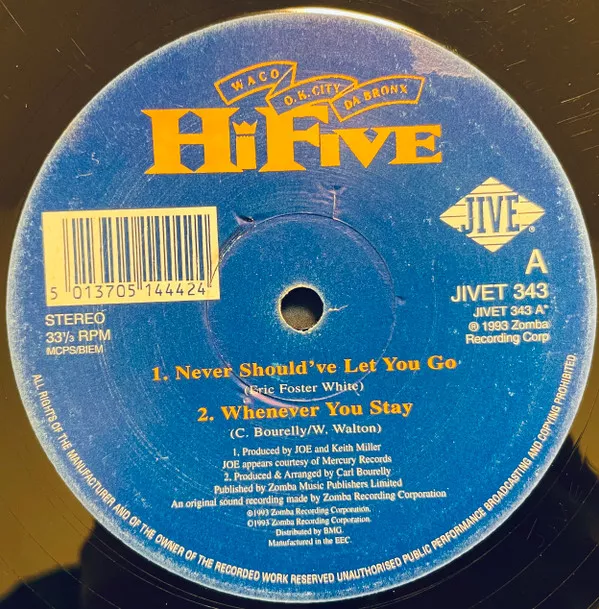 WACO
O.K. CITY
DA BRONX
HiFIVE
JIVE®
A
5 013705 144424
JIVET 343
JIVET 343 A*
℗ 1993 Zomba
Recording Corp
STEREO
33⅓ RPM
MCPS/BIEM
1. Never Should've Let You Go
(Eric Foster White)
2. Whenever You Stay
(C. Bourelly/W. Walton)
1. Produced by JOE and Keith Miller
JOE appears courtesy of Mercury Records
2. Produced & Arranged by Carl Bourelly
Published by Zomba Music Publishers Limited
An original sound recording made by Zomba Recording Corporation
℗1993 Zomba Recording Corporation.
©1993 Zomba Recording Corporation.
Distributed by BMG.
Manufactured in the EEC.
ALL RIGHTS OF THE MANUFACTURER AND OF THE OWNER OF THE RECORDED WORK RESERVED UNAUTHORISED PUBLIC PERFORMANCE BROADCASTING AND COPYING PROHIBITED